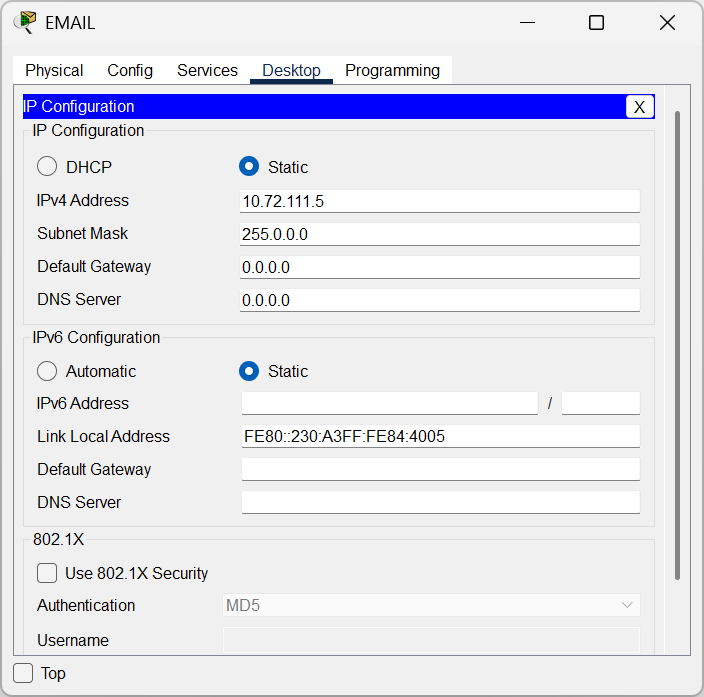 EMAIL
Physical Config Services Desktop Programming
IP Configuration X
IP Configuration
DHCP Static
IPv4 Address 10.72.111.5
Subnet Mask 255.0.0.0
Default Gateway 0.0.0.0
DNS Server 0.0.0.0
IPv6 Configuration
Automatic Static
IPv6 Address /
Link Local Address FE80::230:A3FF:FE84:4005
Default Gateway
DNS Server
802.1X
Use 802.1X Security
Authentication MD5
Username
Top